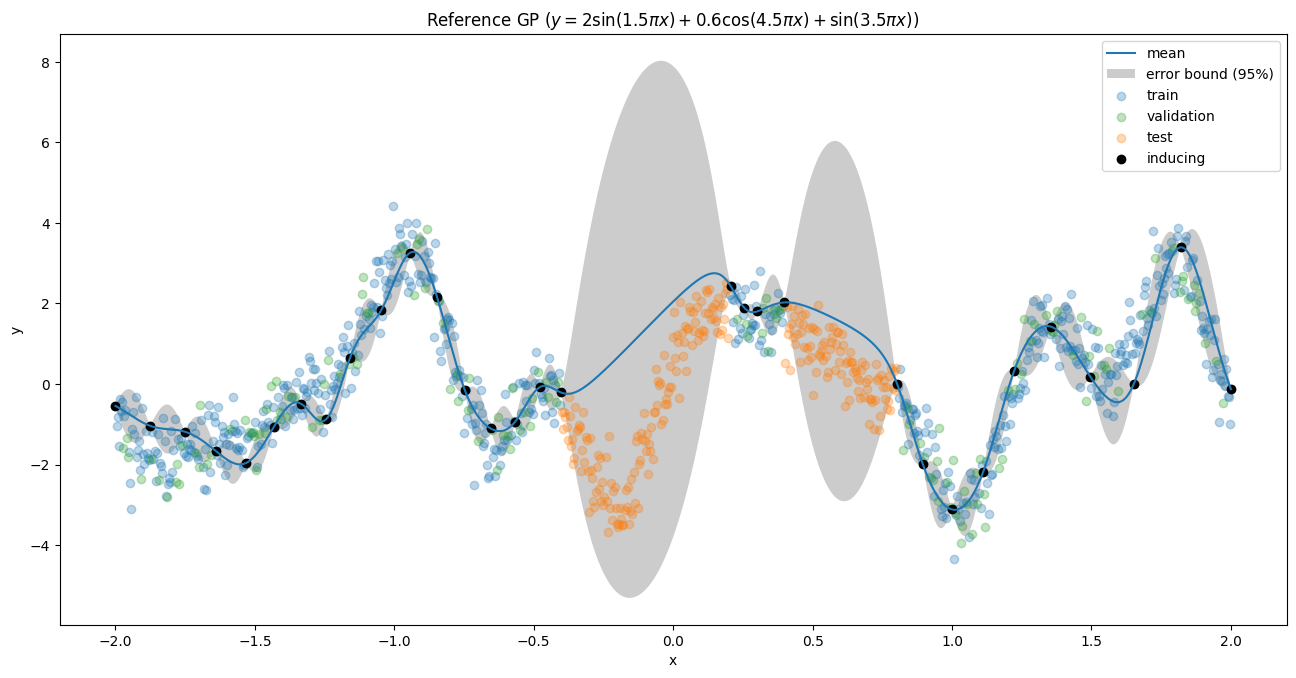 Reference GP (y = 2sin(1.5πx) + 0.6cos(4.5πx) + sin(3.5πx))
mean
error bound (95%)
train
validation
test
inducing
y
8
6
4
2
0
−2
−4
−2.0 −1.5 −1.0 −0.5 0.0 0.5 1.0 1.5 2.0
x